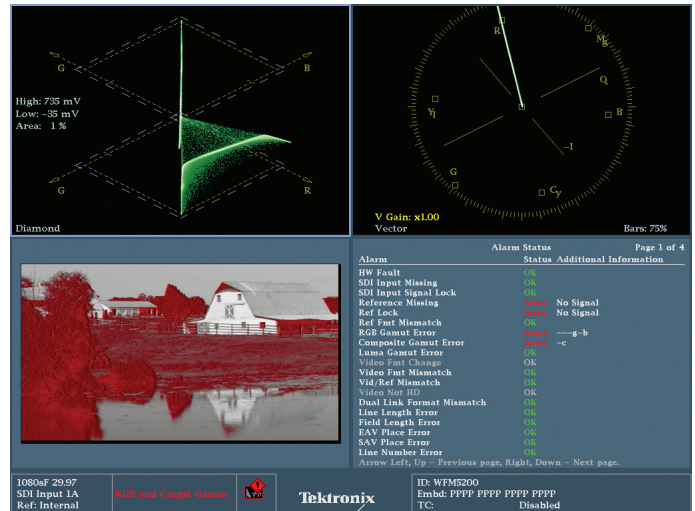 G
B
High: 735 mV
Low: −35 mV
Area: 1 %
G
R
Diamond
R
Mg
Q
Yl
B
−I
G
Cy
V Gain: x1.00
Vector
Bars: 75%
Alarm Status
Page 1 of 4
Alarm Status Additional Information
HW Fault OK
SDI Input Missing OK
SDI Input Signal Lock OK
Reference Missing Error No Signal
Ref Lock Error No Signal
Ref Fmt Mismatch OK
RGB Gamut Error Error ---g-b
Composite Gamut Error Error -c
Luma Gamut Error OK
Video Fmt Change OK
Video Fmt Mismatch OK
Vid/Ref Mismatch OK
Video Not HD OK
Dual Link Format Mismatch OK
Line Length Error OK
Field Length Error OK
EAV Place Error OK
SAV Place Error OK
Line Number Error OK
Arrow Left, Up − Previous page, Right, Down − Next page.
1080sF 29.97
SDI Input 1A
Ref: Internal
RGB and Cmpst Gamut
Tektronix
ID: WFM5200
Embd: PPPP PPPP PPPP PPPP
TC: Disabled